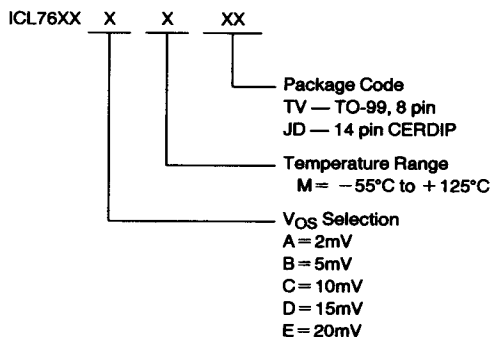 ICL76XX X X XX
Package Code
TV — TO-99, 8 pin
JD — 14 pin CERDIP
Temperature Range
M = −55°C to +125°C
VOS Selection
A = 2mV
B = 5mV
C = 10mV
D = 15mV
E = 20mV